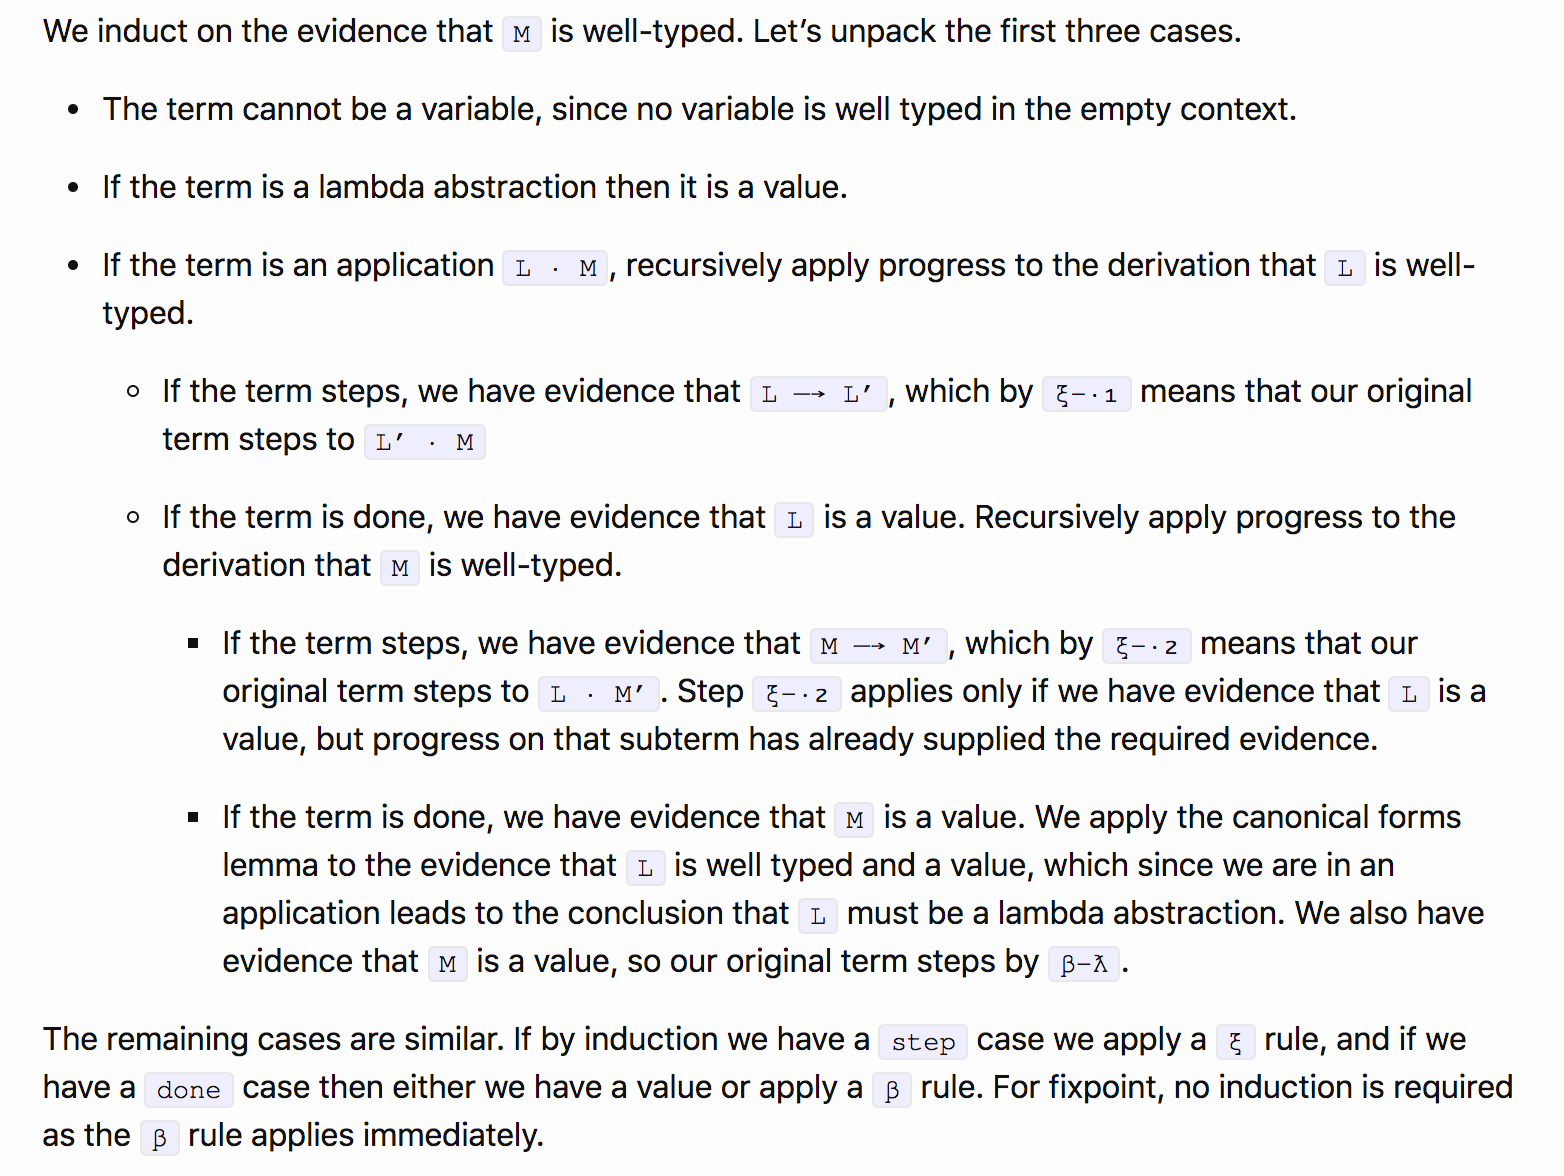 We induct on the evidence that M is well-typed. Let’s unpack the first three cases.
• The term cannot be a variable, since no variable is well typed in the empty context.
• If the term is a lambda abstraction then it is a value.
• If the term is an application L · M, recursively apply progress to the derivation that L is well-
typed.
◦ If the term steps, we have evidence that L —→ L′, which by ξ-·₁ means that our original
term steps to L′ · M
◦ If the term is done, we have evidence that L is a value. Recursively apply progress to the
derivation that M is well-typed.
▪ If the term steps, we have evidence that M —→ M′, which by ξ-·₂ means that our
original term steps to L · M′. Step ξ-·₂ applies only if we have evidence that L is a
value, but progress on that subterm has already supplied the required evidence.
▪ If the term is done, we have evidence that M is a value. We apply the canonical forms
lemma to the evidence that L is well typed and a value, which since we are in an
application leads to the conclusion that L must be a lambda abstraction. We also have
evidence that M is a value, so our original term steps by β-ƛ.
The remaining cases are similar. If by induction we have a step case we apply a ξ rule, and if we
have a done case then either we have a value or apply a β rule. For fixpoint, no induction is required
as the β rule applies immediately.